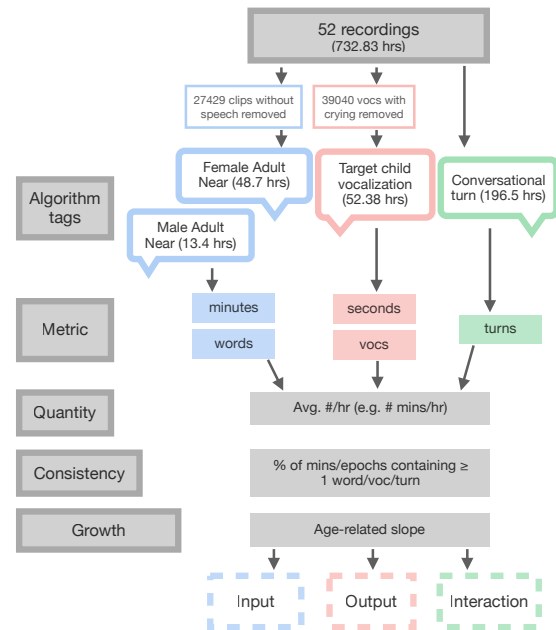 52 recordings
(732.83 hrs)
27429 clips without
speech removed
39040 vocs with
crying removed
Algorithm
tags
Female Adult
Near (48.7 hrs)
Male Adult
Near (13.4 hrs)
Target child
vocalization
(52.38 hrs)
Conversational
turn (196.5 hrs)
Metric
minutes
words
seconds
vocs
turns
Quantity
Avg. #/hr (e.g. # mins/hr)
Consistency
% of mins/epochs containing ≥
1 word/voc/turn
Growth
Age-related slope
Input
Output
Interaction